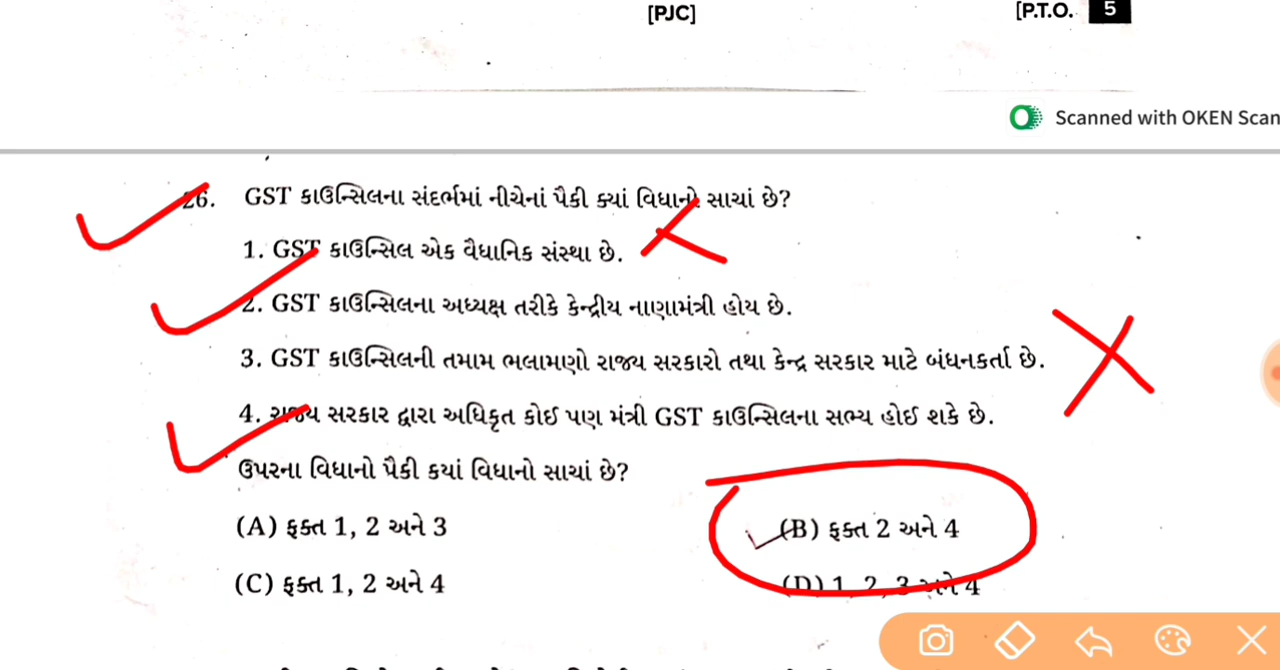 [PJC] [P.T.O. 5
Scanned with OKEN Scan
26. GST કાઉન્સિલના સંદર્ભમાં નીચેનાં પૈકી ક્યાં વિધાનો સાચાં છે?
1. GST કાઉન્સિલ એક વૈધાનિક સંસ્થા છે.
2. GST કાઉન્સિલના અધ્યક્ષ તરીકે કેન્દ્રીય નાણામંત્રી હોય છે.
3. GST કાઉન્સિલની તમામ ભલામણો રાજ્ય સરકારો તથા કેન્દ્ર સરકાર માટે બંધનકર્તા છે.
4. રાજ્ય સરકાર દ્વારા અધિકૃત કોઈ પણ મંત્રી GST કાઉન્સિલના સભ્ય હોઈ શકે છે.
ઉપરના વિધાનો પૈકી કયાં વિધાનો સાચાં છે?
(A) ફક્ત 1, 2 અને 3 (B) ફક્ત 2 અને 4
(C) ફક્ત 1, 2 અને 4 (D) 1, 2, 3 અને 4